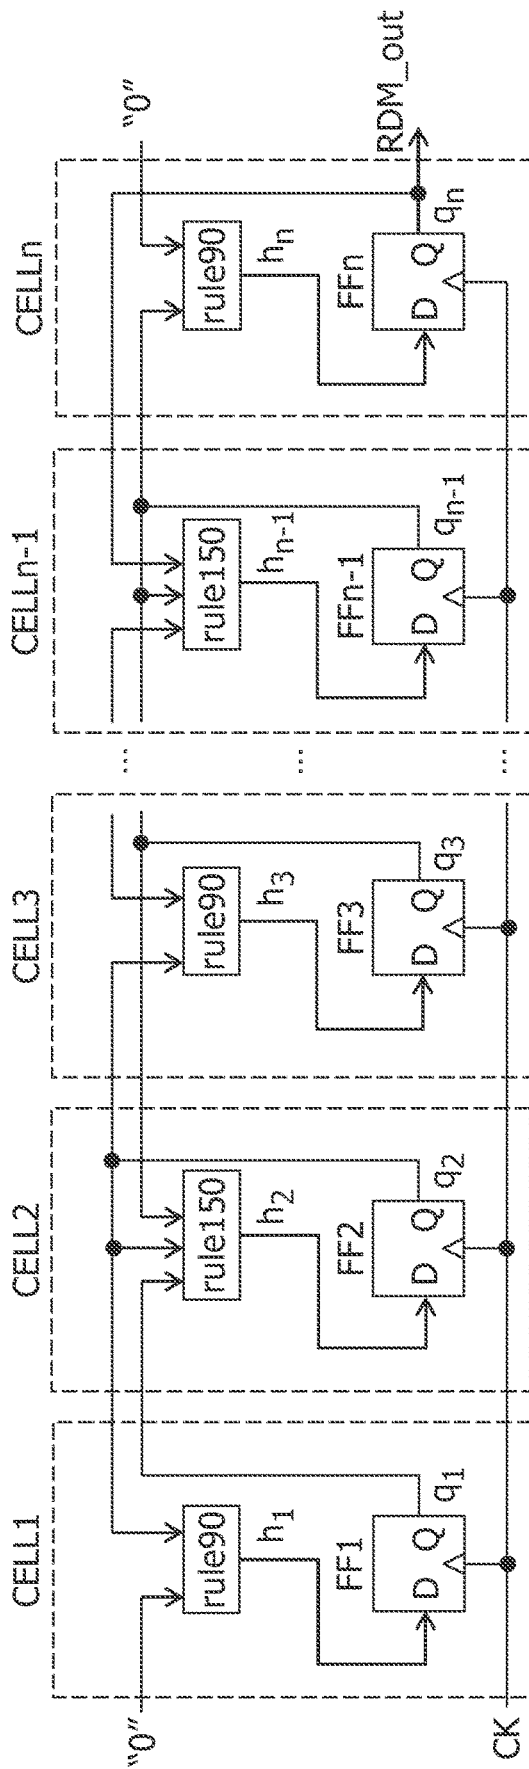 CELL1 CELL2 CELL3 CELLn-1 CELLn
... 
"0" "0"
rule90 rule150 rule90 rule150 rule90
h1 h2 h3 ... hn-1 hn
RDM_out
FF1 FF2 FF3 FFn-1 FFn
D Q D Q D Q D Q D Q
q1 q2 q3 qn-1 qn
CK ...